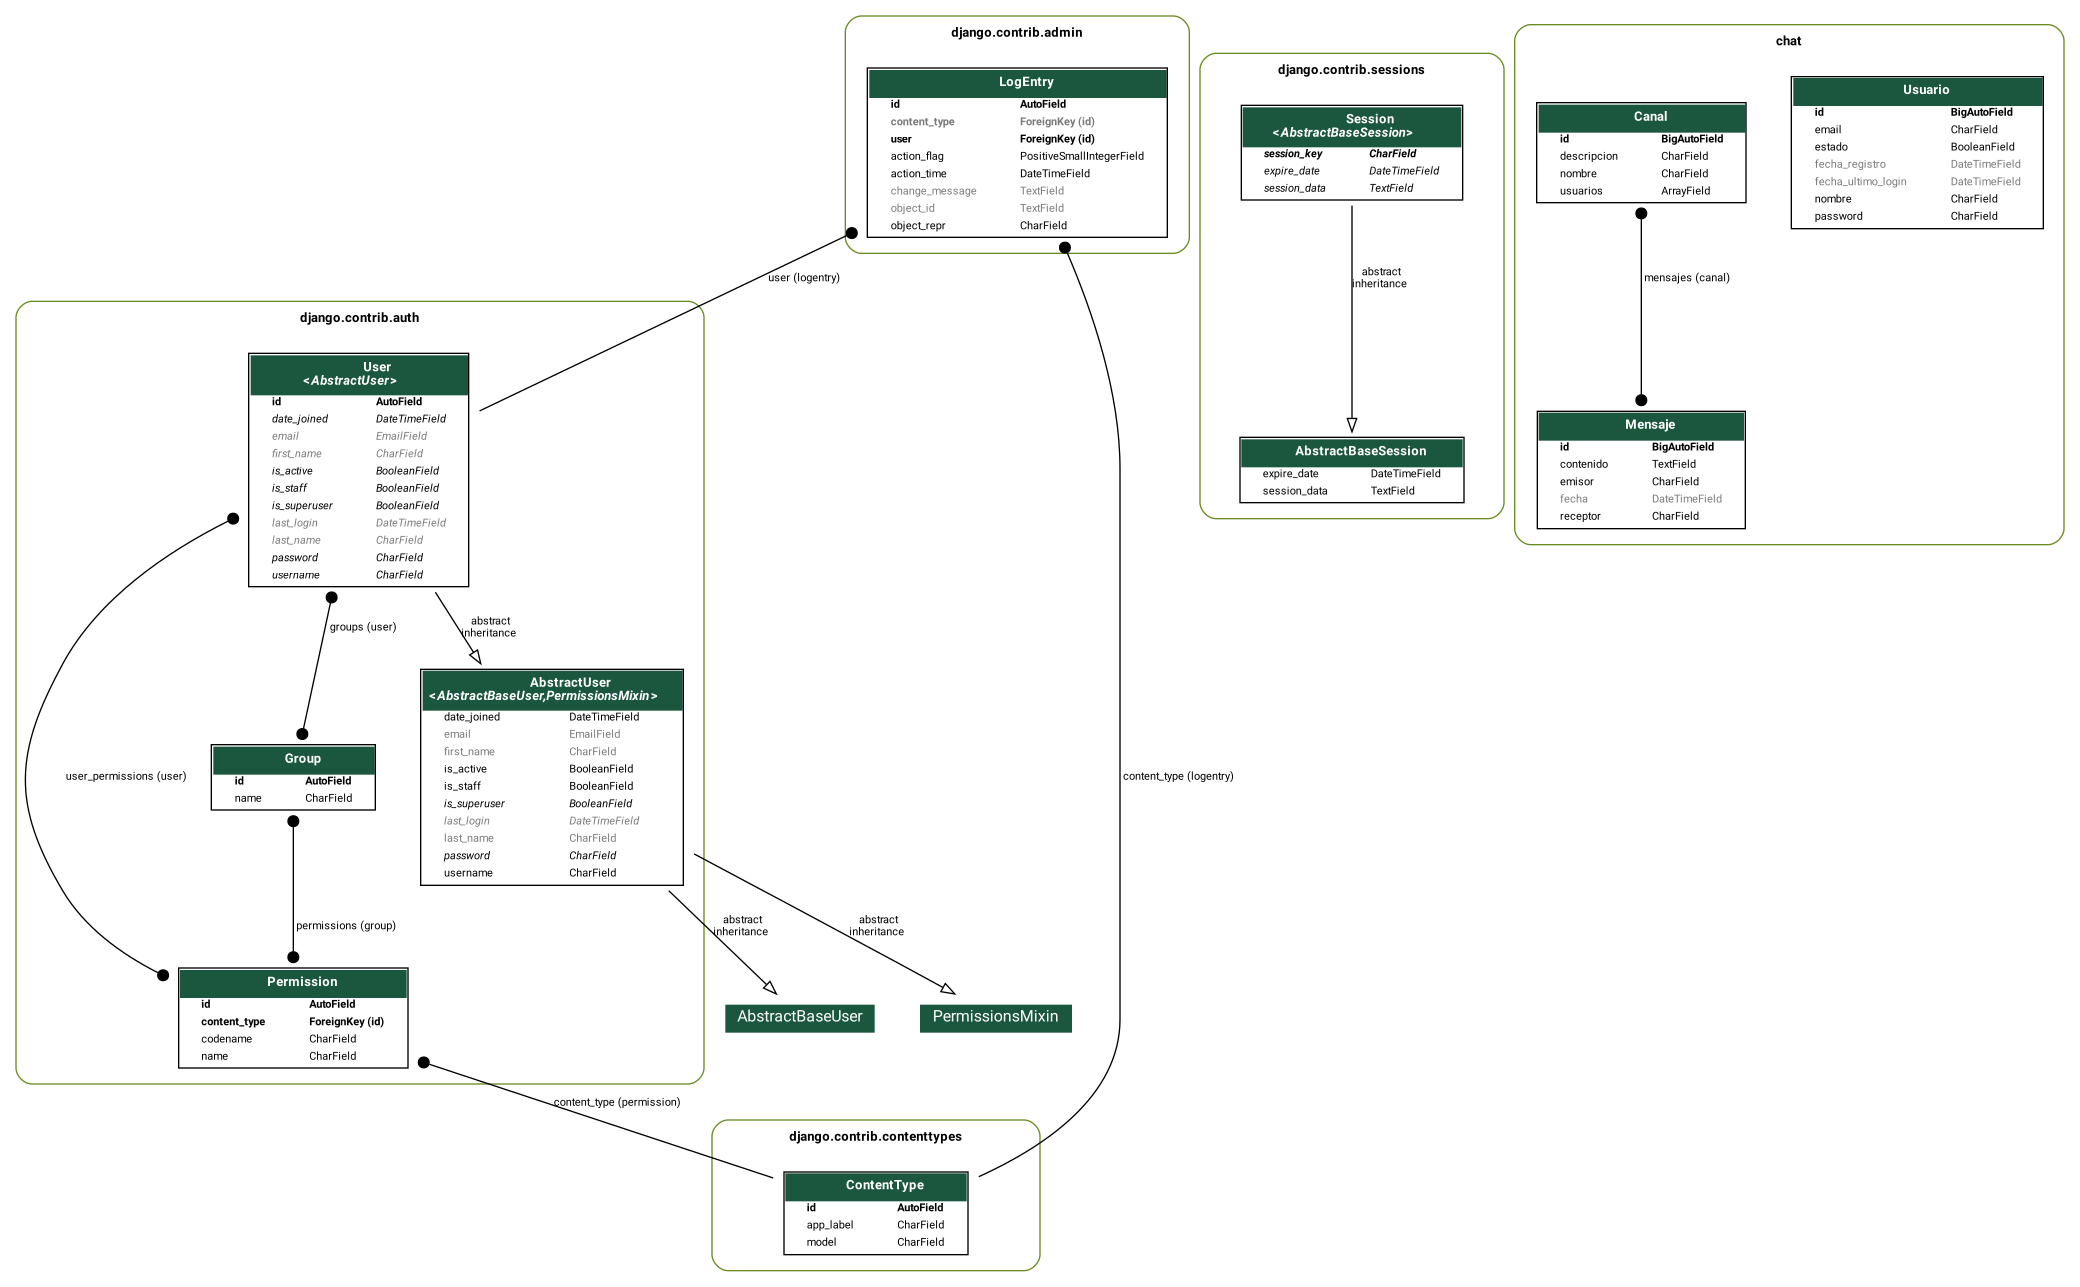 django.contrib.admin
LogEntry
id AutoField
content_type ForeignKey (id)
user ForeignKey (id)
action_flag PositiveSmallIntegerField
action_time DateTimeField
change_message TextField
object_id TextField
object_repr CharField
django.contrib.sessions
Session
<AbstractBaseSession>
session_key CharField
expire_date DateTimeField
session_data TextField
abstract
inheritance
AbstractBaseSession
expire_date DateTimeField
session_data TextField
chat
Canal
id BigAutoField
descripcion CharField
nombre CharField
usuarios ArrayField
Usuario
id BigAutoField
email CharField
estado BooleanField
fecha_registro DateTimeField
fecha_ultimo_login DateTimeField
nombre CharField
password CharField
mensajes (canal)
Mensaje
id BigAutoField
contenido TextField
emisor CharField
fecha DateTimeField
receptor CharField
user (logentry)
django.contrib.auth
User
<AbstractUser>
id AutoField
date_joined DateTimeField
email EmailField
first_name CharField
is_active BooleanField
is_staff BooleanField
is_superuser BooleanField
last_login DateTimeField
last_name CharField
password CharField
username CharField
groups (user)
abstract
inheritance
AbstractUser
<AbstractBaseUser,PermissionsMixin>
date_joined DateTimeField
email EmailField
first_name CharField
is_active BooleanField
is_staff BooleanField
is_superuser BooleanField
last_login DateTimeField
last_name CharField
password CharField
username CharField
user_permissions (user)
Group
id AutoField
name CharField
permissions (group)
Permission
id AutoField
content_type ForeignKey (id)
codename CharField
name CharField
abstract
inheritance
abstract
inheritance
AbstractBaseUser
PermissionsMixin
content_type (logentry)
content_type (permission)
django.contrib.contenttypes
ContentType
id AutoField
app_label CharField
model CharField